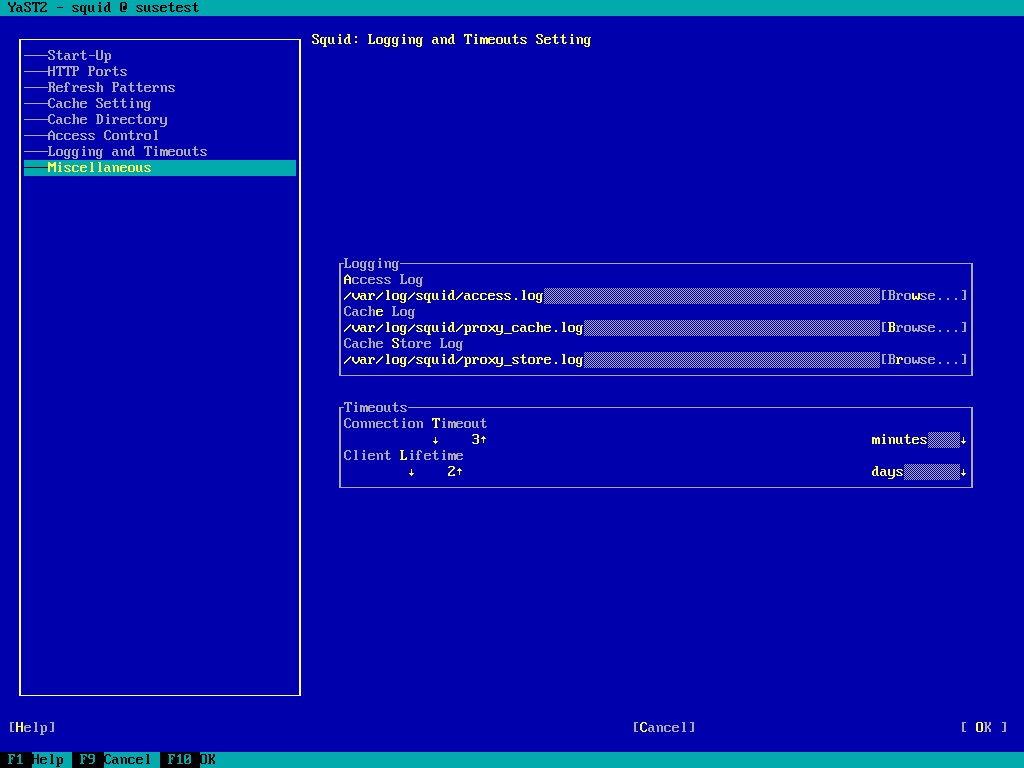 YaST2 - squid @ susetest
Squid: Logging and Timeouts Setting
Start-Up
HTTP Ports
Refresh Patterns
Cache Setting
Cache Directory
Access Control
Logging and Timeouts
Miscellaneous
Logging
Access Log
/var/log/squid/access.log [Browse...]
Cache Log
/var/log/squid/proxy_cache.log [Browse...]
Cache Store Log
/var/log/squid/proxy_store.log [Browse...]
Timeouts
Connection Timeout
↓ 3↑ minutes ↓
Client Lifetime
↓ 2↑ days ↓
[Help] [Cancel] [ OK ]
F1 Help F9 Cancel F10 OK